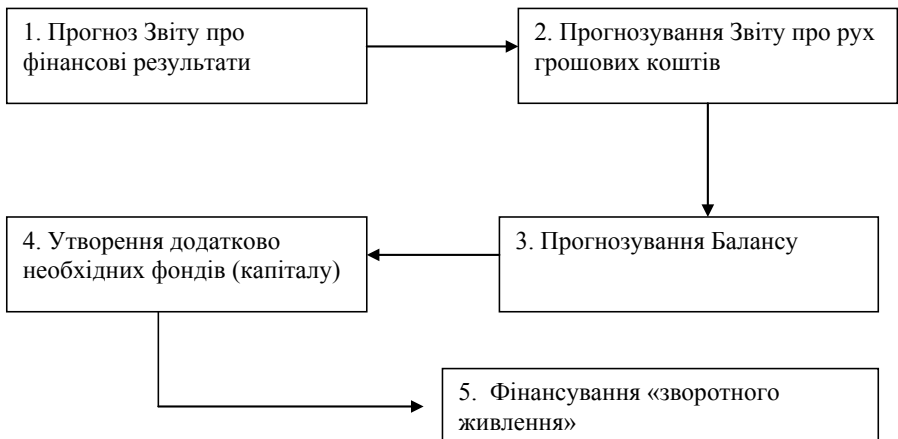 1. Прогноз Звіту про
фінансові результати
2. Прогнозування Звіту про рух
грошових коштів
3. Прогнозування Балансу
4. Утворення додатково
необхідних фондів (капіталу)
5. Фінансування «зворотного
живлення»